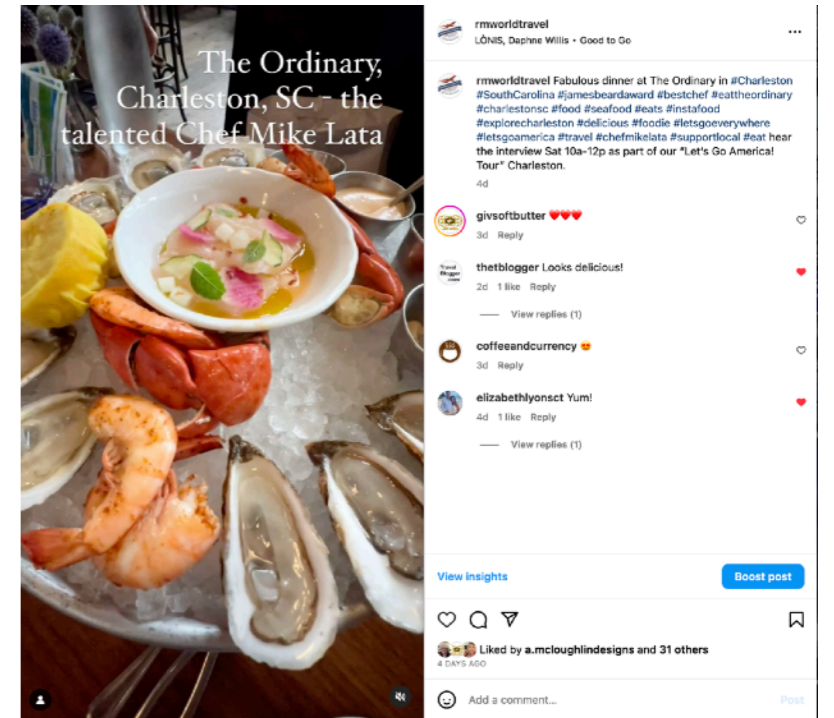 The Ordinary,
Charleston, SC - the
talented Chef Mike Lata
rmworldtravel
LÒNIS, Daphne Willis • Good to Go
rmworldtravel Fabulous dinner at The Ordinary in #Charleston
#SouthCarolina #jamesbeardaward #bestchef #eattheordinary
#charlestonsc #food #seafood #eats #instafood
#explorecharleston #delicious #foodie #letsgoeverywhere
#letsgoamerica #travel #chefmikelata #supportlocal #eat hear
the interview Sat 10a-12p as part of our "Let's Go America!
Tour" Charleston.
4d
givsoftbutter ❤️❤️❤️
3d Reply
thetblogger Looks delicious!
2d 1 like Reply
View replies (1)
coffeeandcurrency 😍
3d Reply
elizabethlyonsct Yum!
4d 1 like Reply
View replies (1)
View insights
Boost post
Liked by a.mcloughlindesigns and 31 others
4 DAYS AGO
Add a comment...
Post